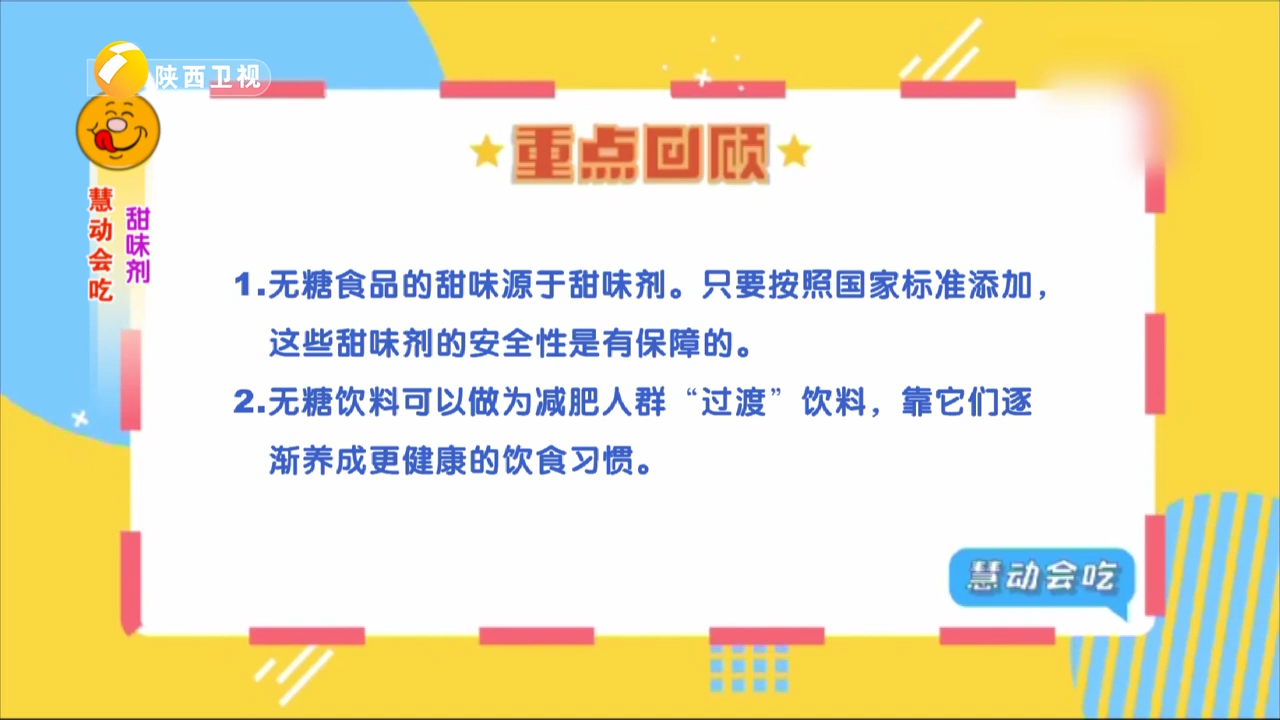 陕西卫视
慧动会吃
甜味剂
重点回顾
1.无糖食品的甜味源于甜味剂。只要按照国家标准添加，
这些甜味剂的安全性是有保障的。
2.无糖饮料可以做为减肥人群“过渡”饮料，靠它们逐
渐养成更健康的饮食习惯。
慧动会吃